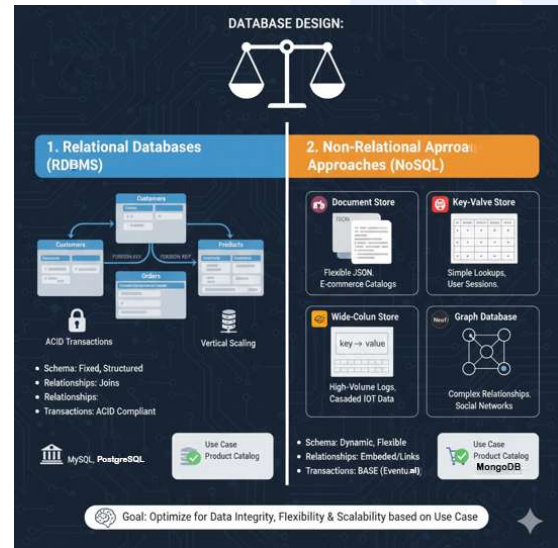 DATABASE DESIGN:
1. Relational Databases
(RDBMS)
Customers
Customers
Products
FOREIGN KEY
Orders
ACID Transactions
Vertical Scaling
• Schema: Fixed, Structured
• Relationships: Joins
• Relationships:
• Transactions: ACID Compliant
MySQL, PostgreSQL
Use Case
Product Catalog
2. Non-Relational Aprroa
Approaches (NoSQL)
Document Store
JSON
Flexible JSON.
E-commerce Catalogs
Key-Valve Store
Simple Lookups,
User Sessions.
Wide-Colun Store
key → value
High-Volume Logs,
Casaded IOT Data
Graph Database
Complex Relationships.
Social Networks
• Schema: Dynamic, Flexible
• Relationships: Embeded/Links
• Transactions: BASE (Eventual)
Use Case
Product Catalog
MongoDB
Goal: Optimize for Data Integrity, Flexibility & Scalability based on Use Case